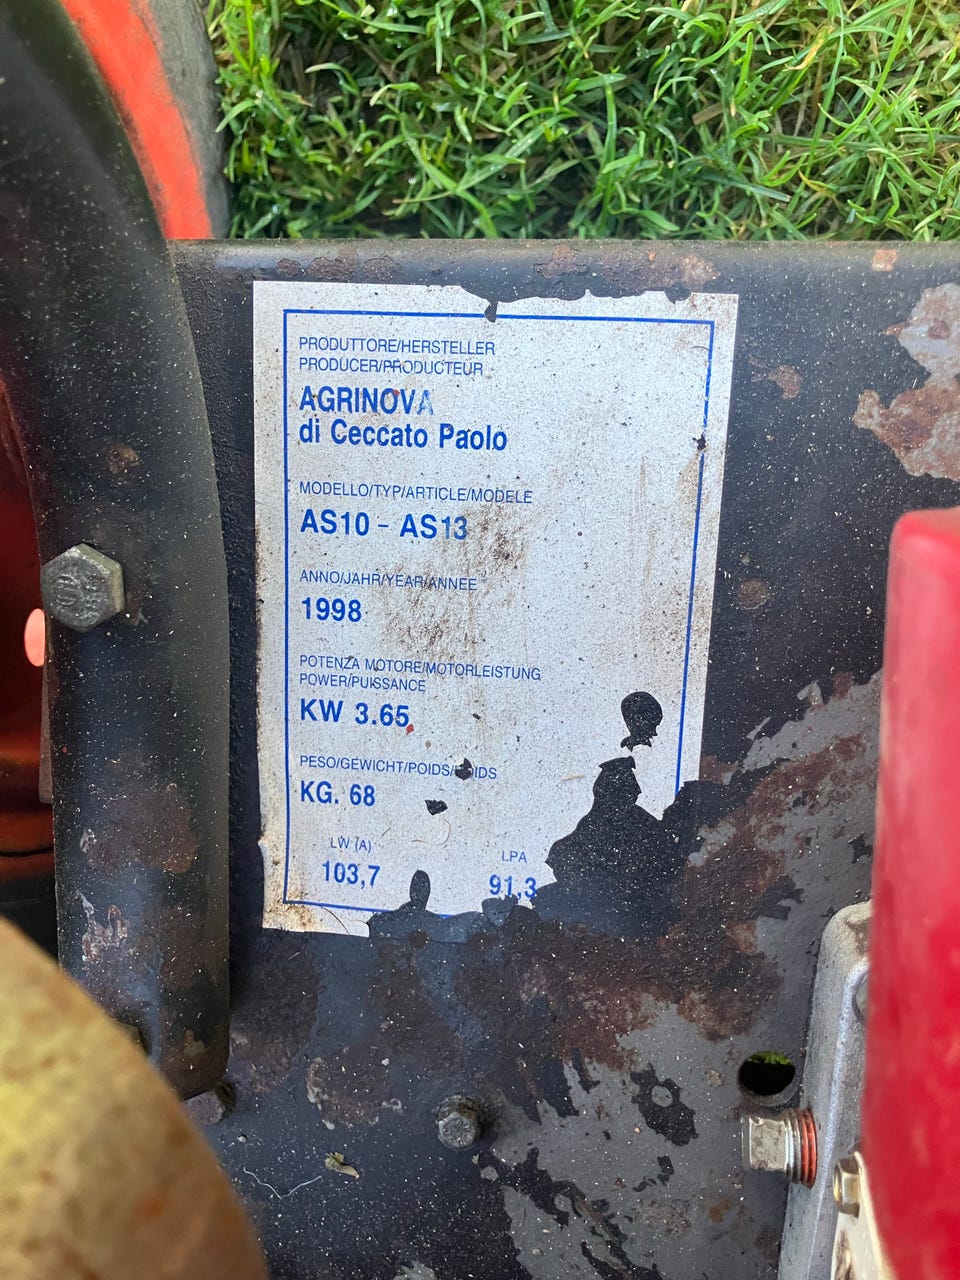 PRODUTTORE/HERSTELLER
PRODUCER/PRODUCTEUR
AGRINOVA
di Ceccato Paolo
MODELLO/TYP/ARTICLE/MODELE
AS10 - AS13
ANNO/JAHR/YEAR/ANNEE
1998
POTENZA MOTORE/MOTORLEISTUNG
POWER/PUISSANCE
KW 3.65
PESO/GEWICHT/POIDS/
KG. 68
LW (A) LPA
103,7 91,3